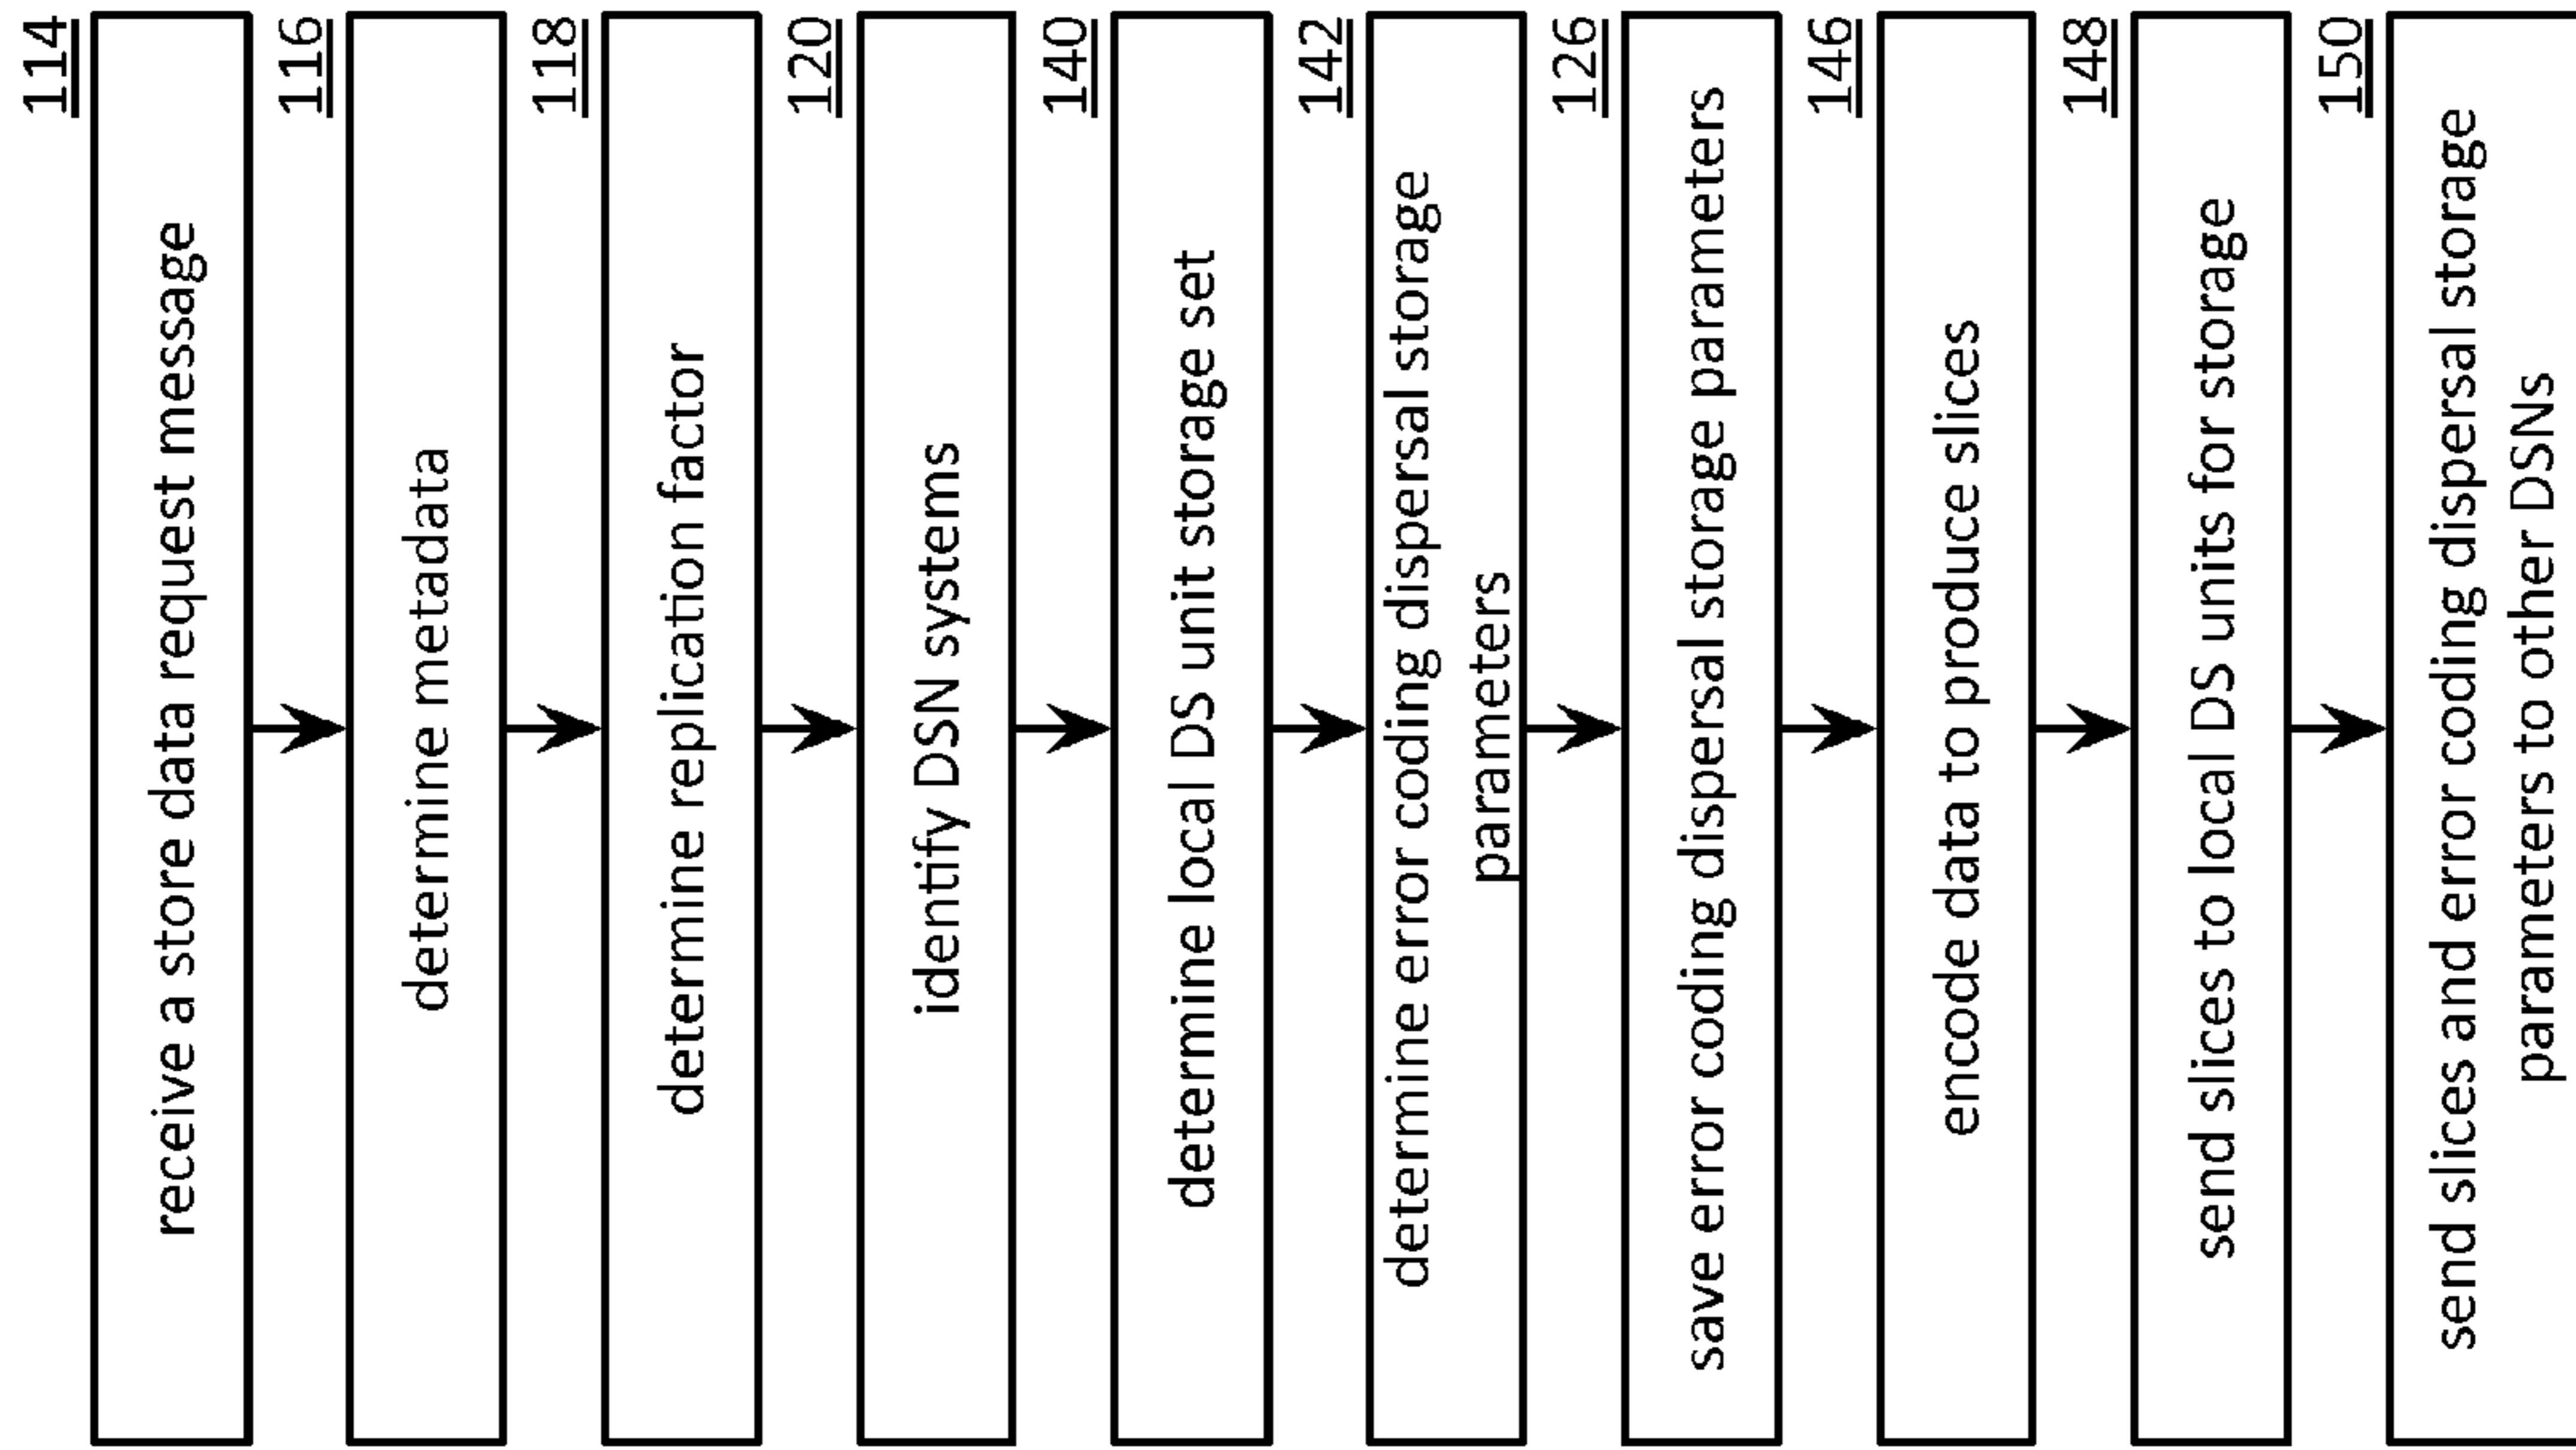 114
receive a store data request message
116
determine metadata
118
determine replication factor
120
identify DSN systems
140
determine local DS unit storage set
142
determine error coding dispersal storage
parameters
126
save error coding dispersal storage parameters
146
encode data to produce slices
148
send slices to local DS units for storage
150
send slices and error coding dispersal storage
parameters to other DSNs